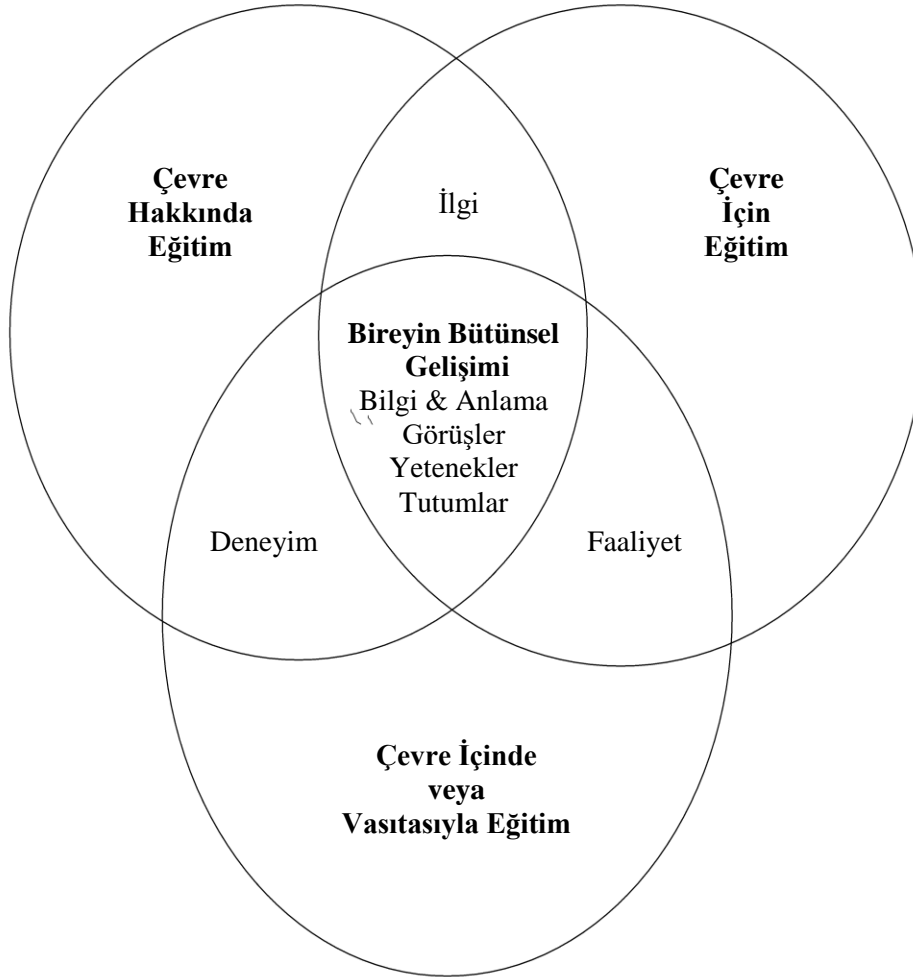 Çevre
Hakkında
Eğitim
İlgi
Çevre
İçin
Eğitim
Bireyin Bütünsel
Gelişimi
Bilgi & Anlama
Görüşler
Yetenekler
Tutumlar
Deneyim
Faaliyet
Çevre İçinde
veya
Vasıtasıyla Eğitim